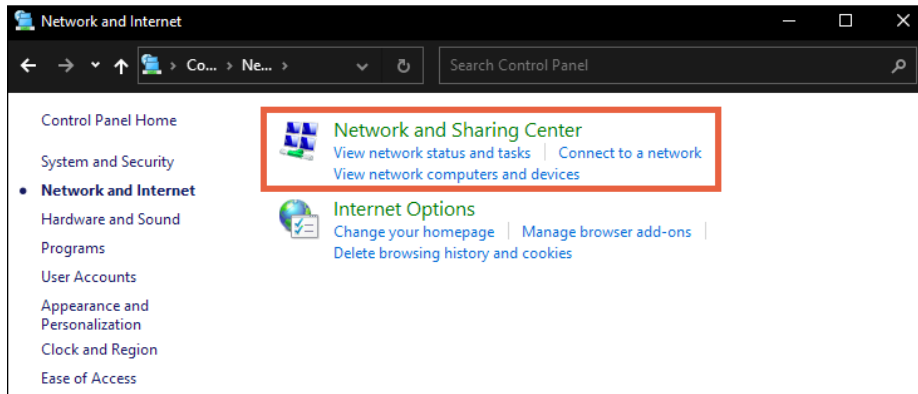 Network and Internet
Co... > Ne... >
Search Control Panel
Control Panel Home
System and Security
Network and Internet
Hardware and Sound
Programs
User Accounts
Appearance and
Personalization
Clock and Region
Ease of Access
Network and Sharing Center
View network status and tasks | Connect to a network
View network computers and devices
Internet Options
Change your homepage | Manage browser add-ons |
Delete browsing history and cookies